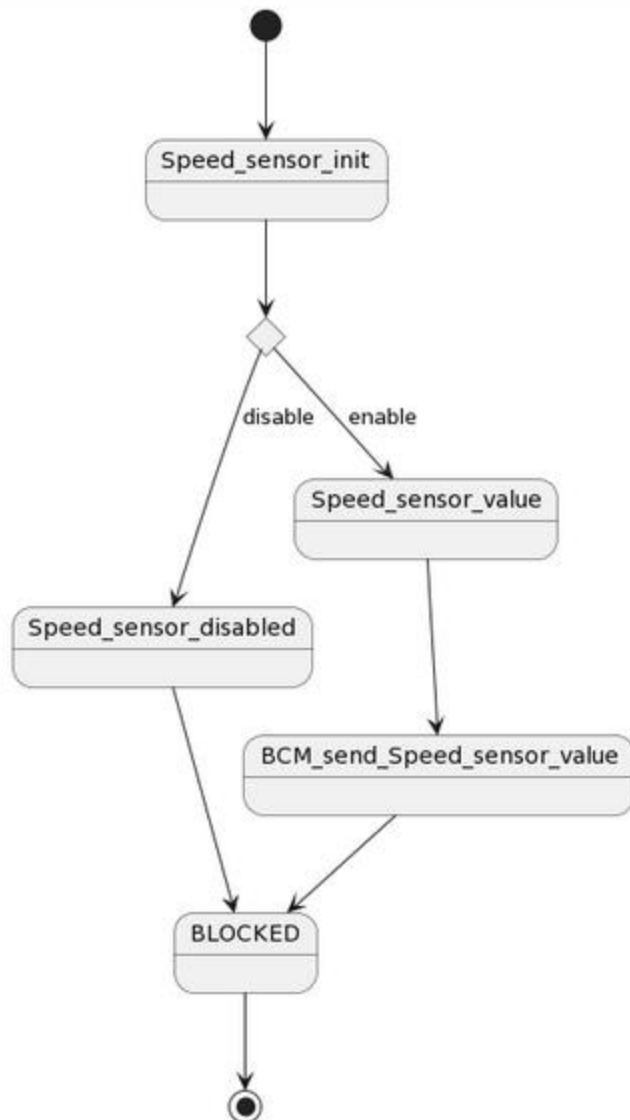 Speed_sensor_init
disable
enable
Speed_sensor_value
Speed_sensor_disabled
BCM_send_Speed_sensor_value
BLOCKED